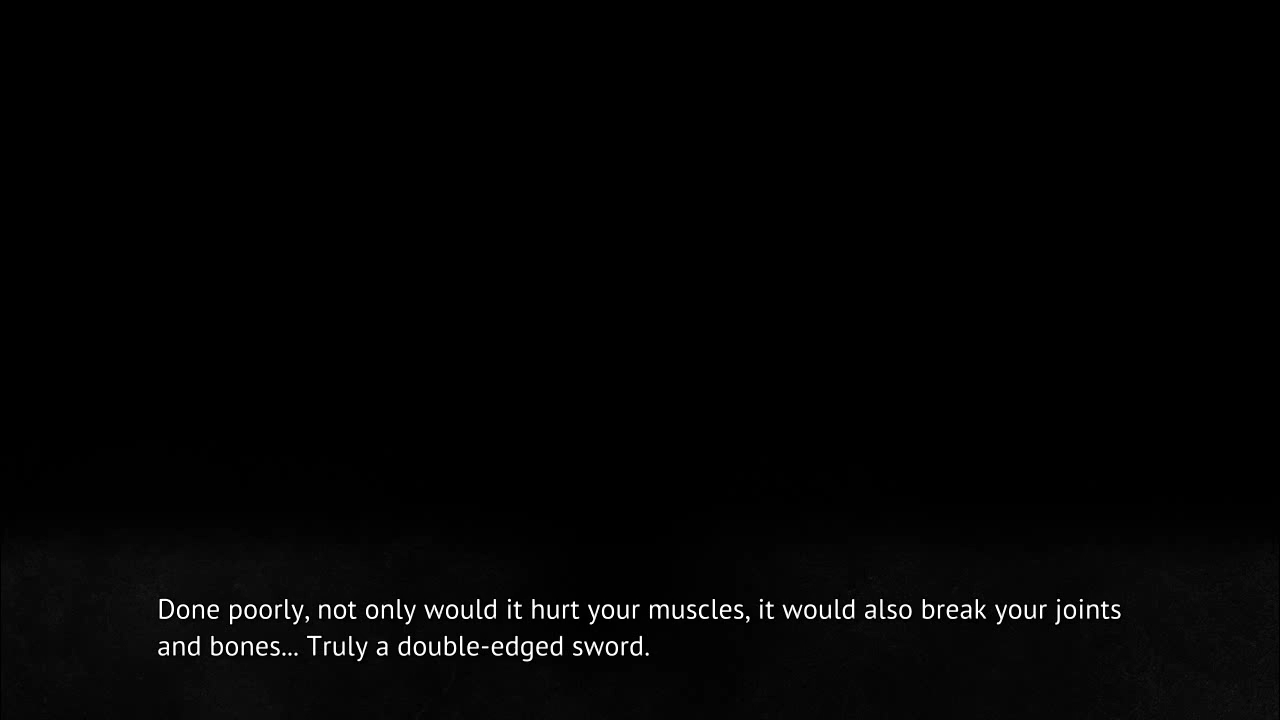 Done poorly, not only would it hurt your muscles, it would also break your joints
and bones... Truly a double-edged sword.